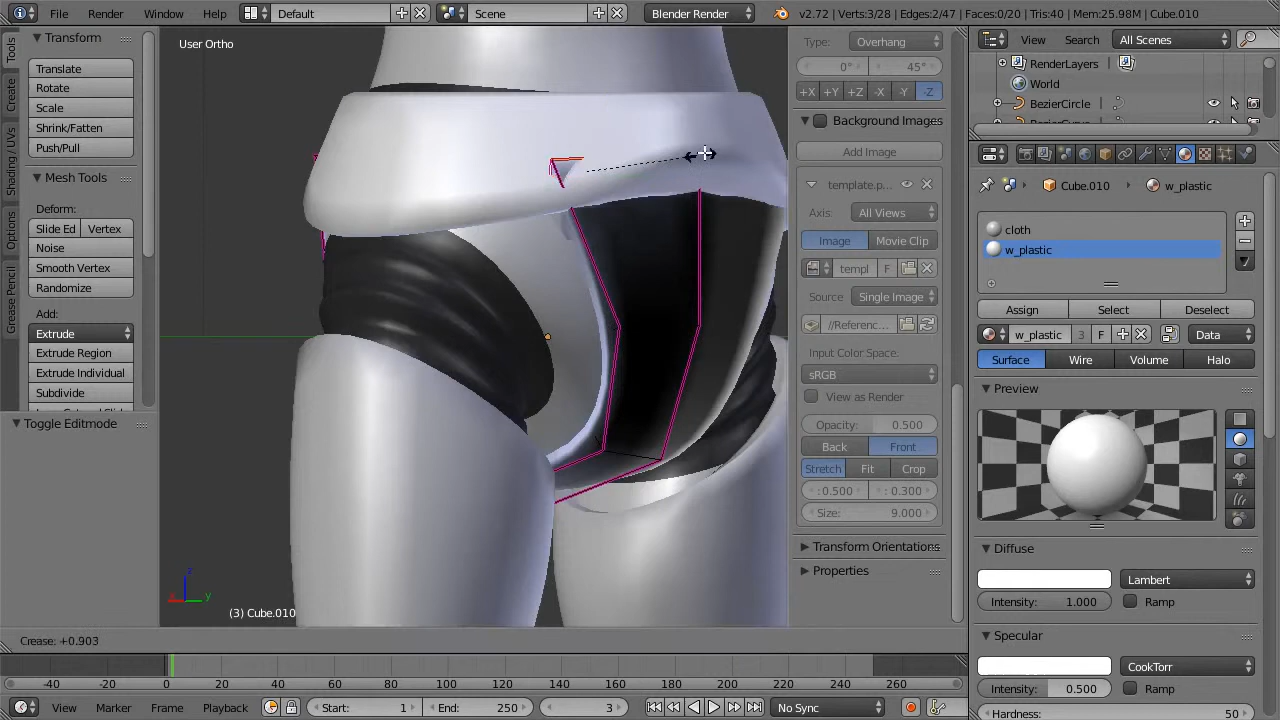 File Render Window Help Default Scene Blender Render v2.72 | Verts:3/28 | Edges:2/47 | Faces:0/20 | Tris:40 | Mem:25.98M | Cube.010
Tools
Create
Shading / UVs
Options
Grease Pencil
Transform
Translate
Rotate
Scale
Shrink/Fatten
Push/Pull
Mesh Tools
Deform:
Slide Ed Vertex
Noise
Smooth Vertex
Randomize
Add:
Extrude
Extrude Region
Extrude Individual
Subdivide
Toggle Editmode
User Ortho
z
x
y
(3) Cube.010
Crease: +0.903
Type: Overhang
0° 45°
+X +Y +Z -X -Y -Z
Background Images
Add Image
template.p...
Axis: All Views
Image Movie Clip
templ F
Source Single Image
//Referenc...
Input Color Space:
sRGB
View as Render
Opacity: 0.500
Back Front
Stretch Fit Crop
: 0.500 : 0.300
Size: 9.000
Transform Orientations
Properties
View Search All Scenes
RenderLayers
World
BezierCircle
Cube.010 w_plastic
cloth
w_plastic
Assign Select Deselect
w_plastic 3 F Data
Surface Wire Volume Halo
Preview
Diffuse
Lambert
Intensity: 1.000 Ramp
Specular
CookTorr
Intensity: 0.500 Ramp
Hardness: 50
-40 -20 0 20 40 60 80 100 120 140 160 180 200 220 240 260
View Marker Frame Playback Start: 1 End: 250 3 No Sync